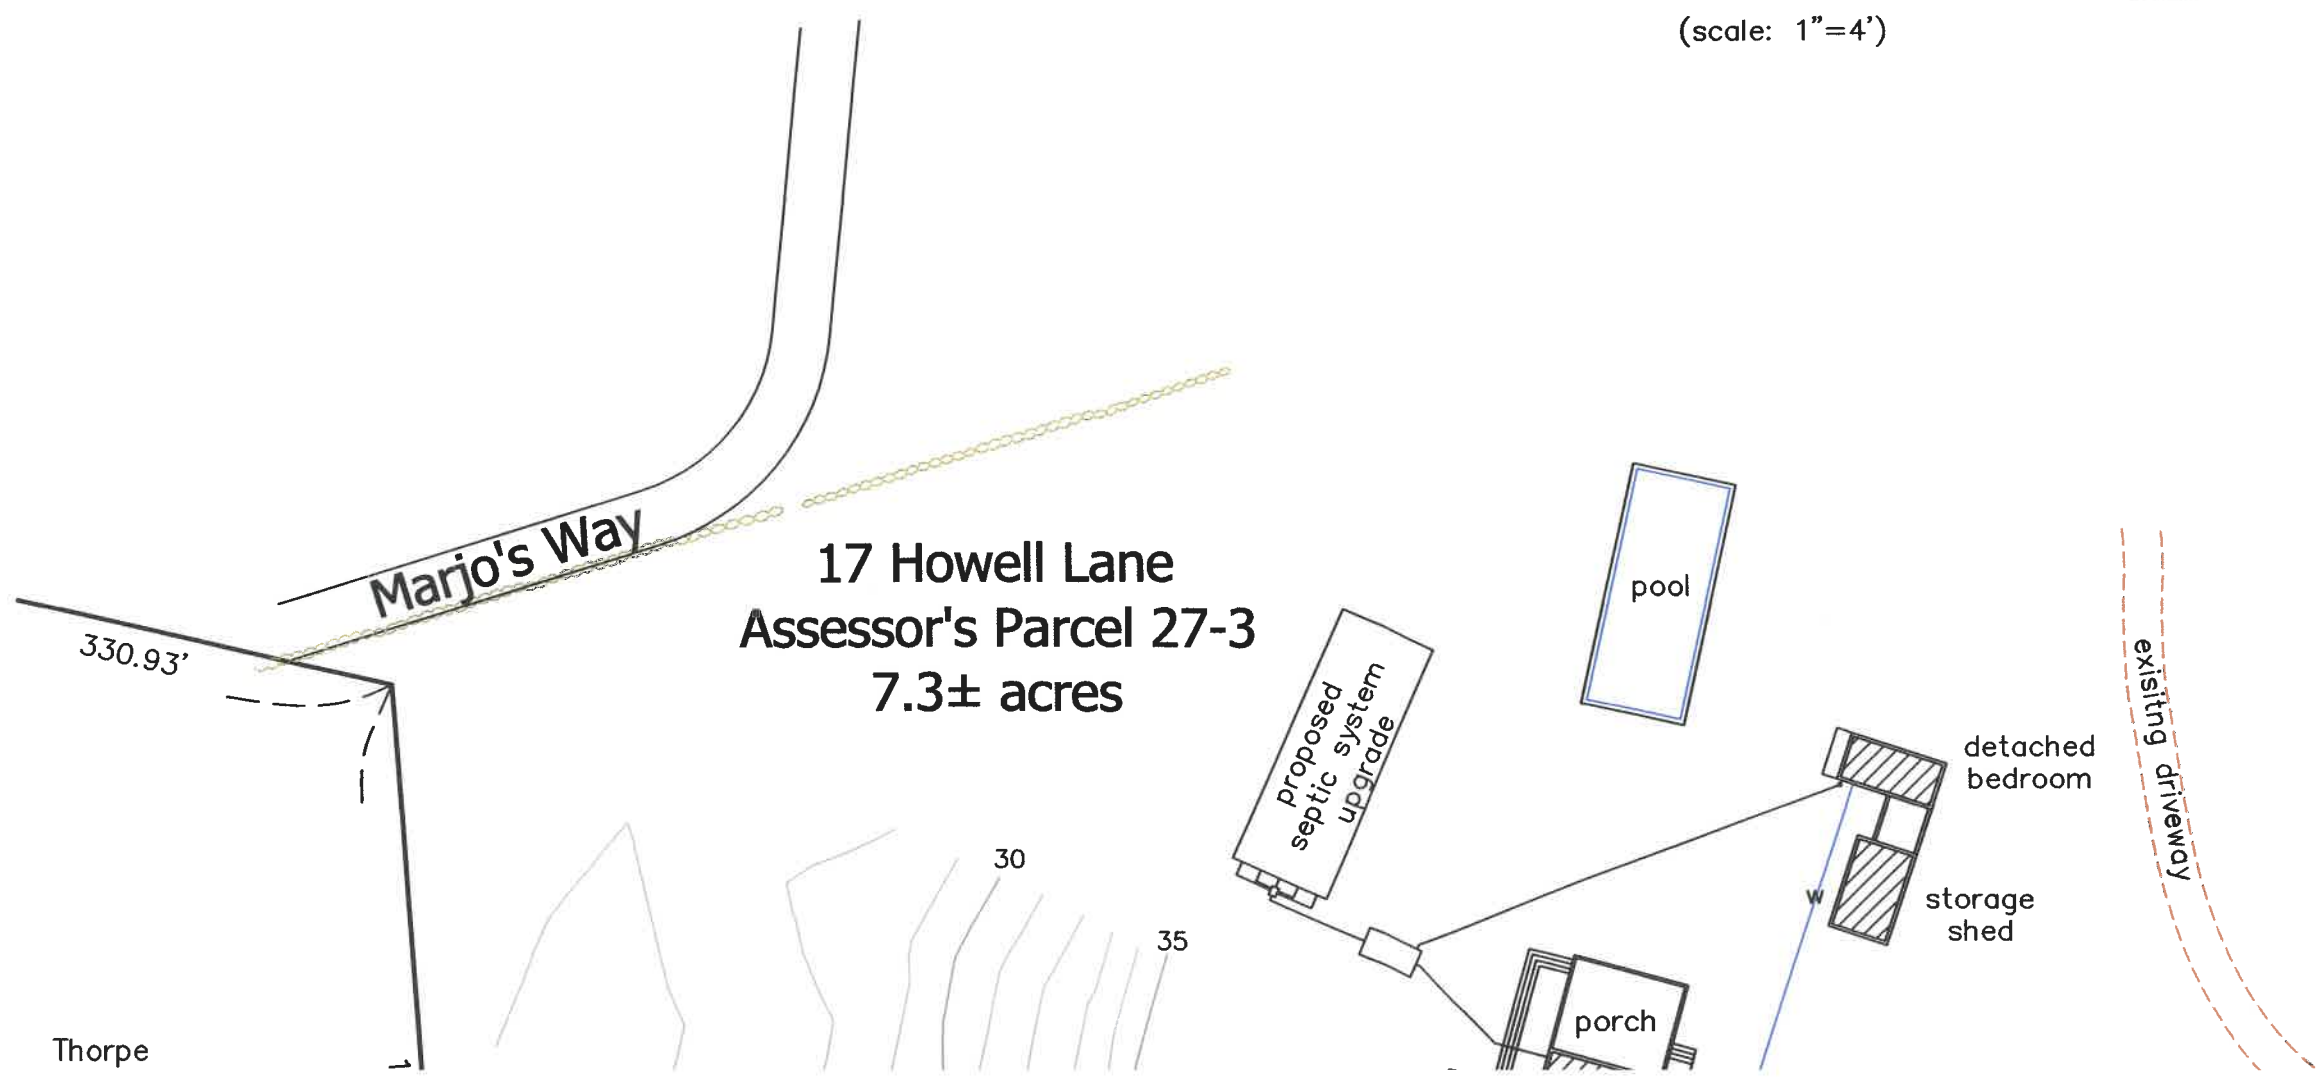 (scale: 1"=4')
Marjo's Way
17 Howell Lane
Assessor's Parcel 27-3
7.3± acres
330.93'
pool
proposed
septic system
upgrade
exisitng driveway
detached
bedroom
30
35
W
storage
shed
porch
Thorpe